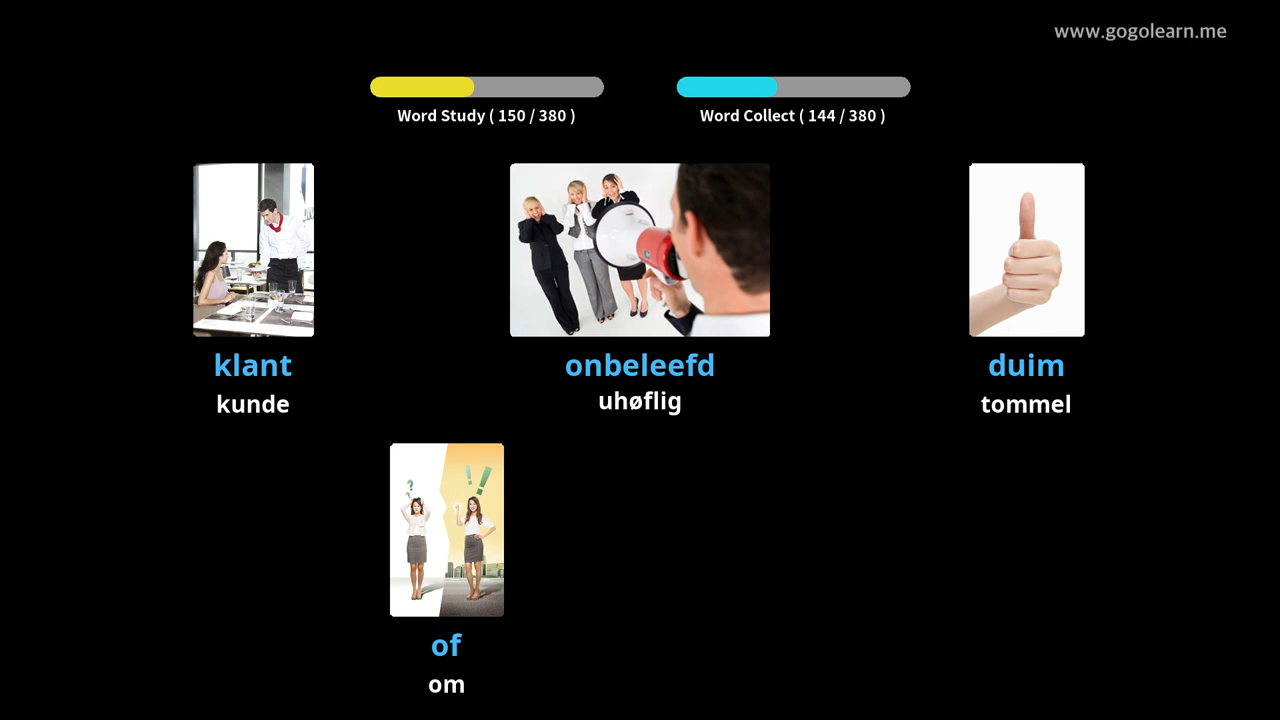 www.gogolearn.me
Word Study ( 150 / 380 )
Word Collect ( 144 / 380 )
klant
kunde
onbeleefd
uhøflig
duim
tommel
of
om